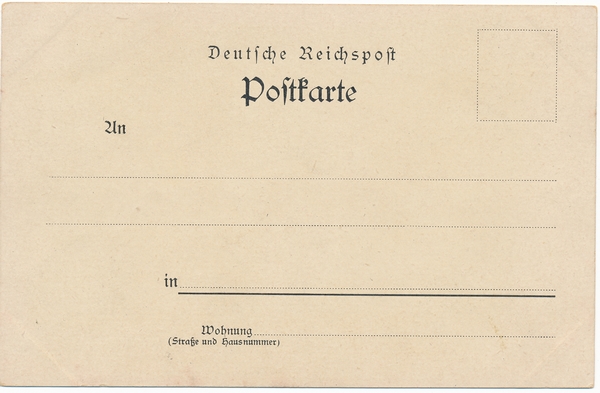 Deutſche Reichspoſt
Poſtkarte
An
in
Wohnung
(Straße und Hausnummer)